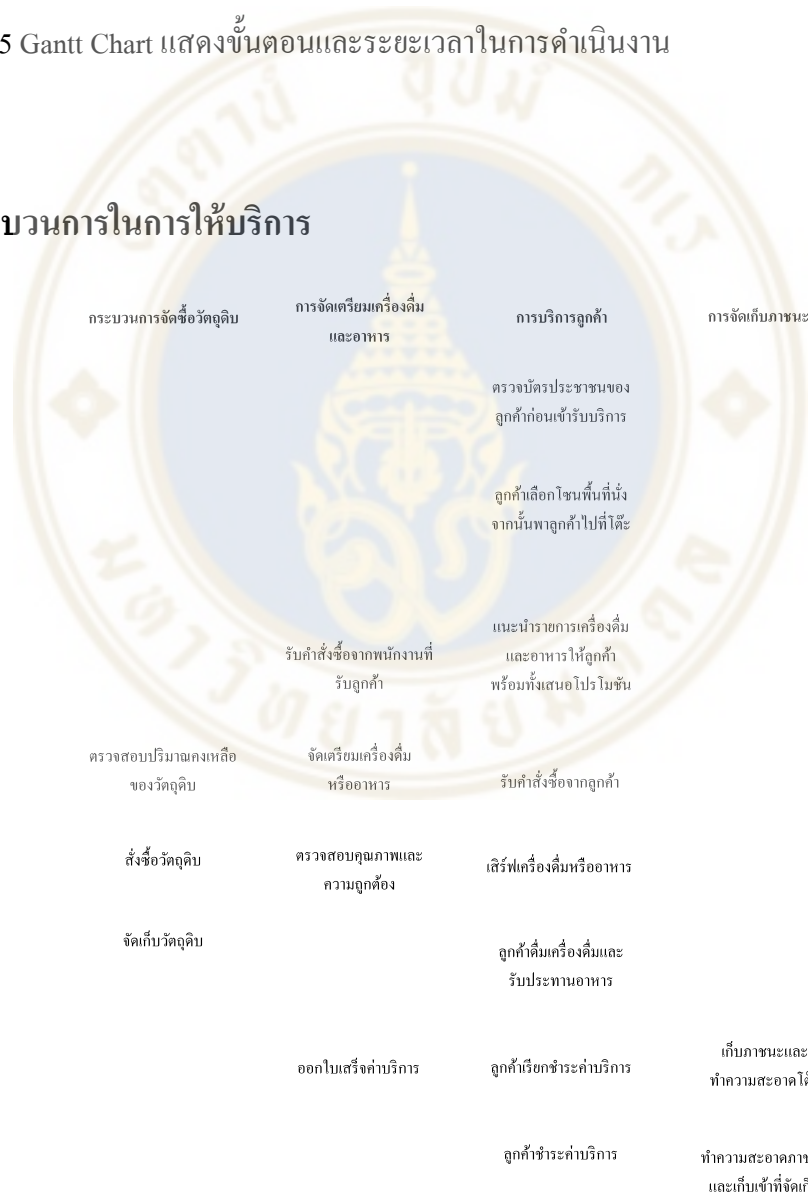 5 Gantt Chart แสดงขั้นตอนและระยะเวลาในการดำเนินงาน
บวนการในการให้บริการ
กระบวนการจัดซื้อวัตถุดิบ
การจัดเตรียมเครื่องดื่ม
และอาหาร
การบริการลูกค้า
การจัดเก็บภาชนะ
ตรวจบัตรประชาชนของ
ลูกค้าก่อนเข้ารับบริการ
ลูกค้าเลือกโซนพื้นที่นั่ง
จากนั้นพาลูกค้าไปที่โต๊ะ
รับคำสั่งซื้อจากพนักงานที่
รับลูกค้า
แนะนำรายการเครื่องดื่ม
และอาหารให้ลูกค้า
พร้อมทั้งเสนอโปรโมชัน
ตรวจสอบปริมาณคงเหลือ
ของวัตถุดิบ
จัดเตรียมเครื่องดื่ม
หรืออาหาร
รับคำสั่งซื้อจากลูกค้า
สั่งซื้อวัตถุดิบ
ตรวจสอบคุณภาพและ
ความถูกต้อง
เสิร์ฟเครื่องดื่มหรืออาหาร
จัดเก็บวัตถุดิบ
ลูกค้าดื่มเครื่องดื่มและ
รับประทานอาหาร
ออกใบเสร็จค่าบริการ
ลูกค้าเรียกชำระค่าบริการ
เก็บภาชนะและ
ทำความสะอาด
ลูกค้าชำระค่าบริการ
ทำความสะอาด
และเก็บเข้าที่
มหาวิทยาลัยมหิดล
อตฺตานํ อุปมํ กเร